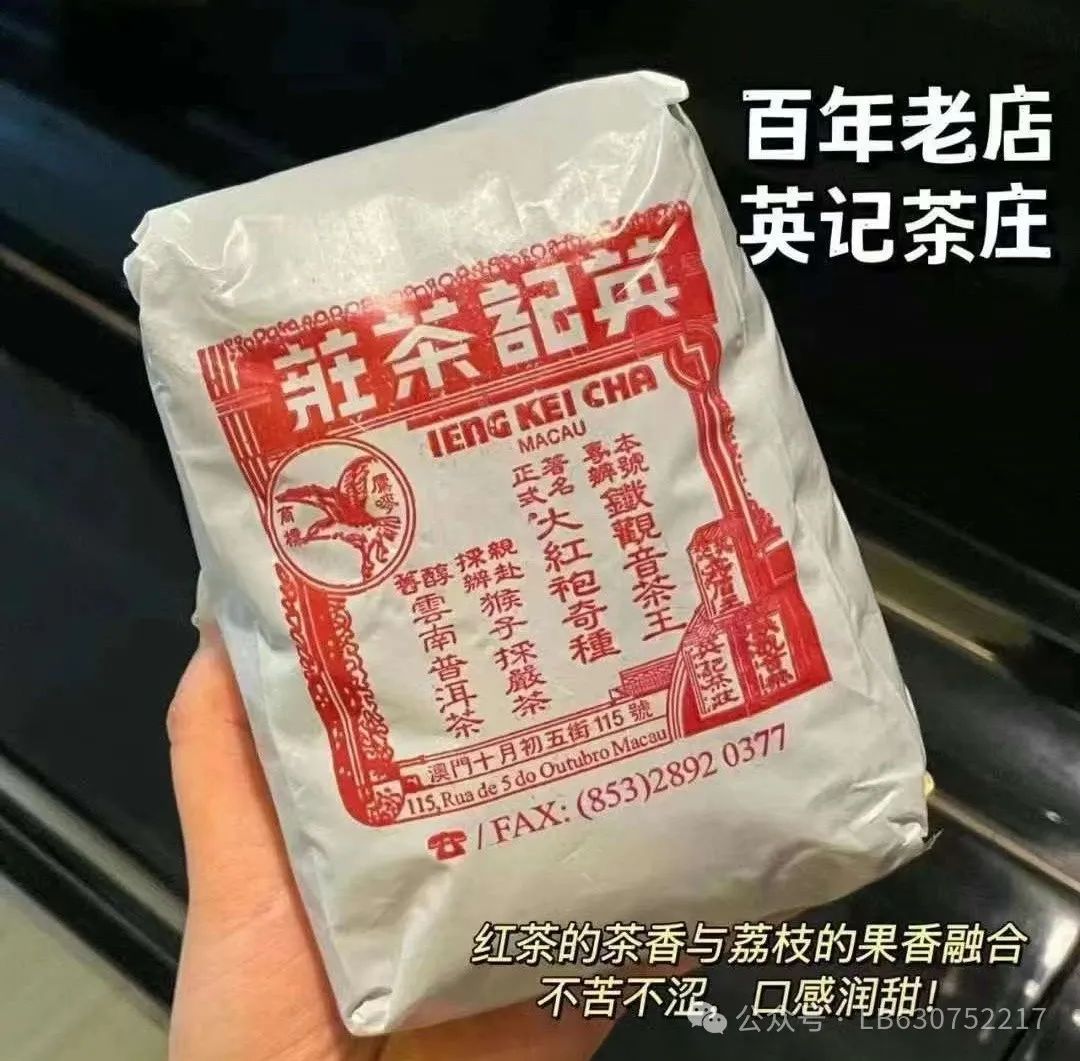 百年老店
英记茶庄
英記茶莊
IENG KEI CHA
MACAU
本號
專辦
鐵觀音茶王
著名
正式
大紅袍奇種
親赴
採辦
猴子採嚴茶
醇
舊
雲南普洱茶
商標
鷹嘜
英記茶莊
澳門十月初五街115號
115, Rua de 5 do Outubro Macau
☎ / FAX: (853)2892 0377
红茶的茶香与荔枝的果香融合
不苦不涩，口感润甜！
公众号 · LB630752217